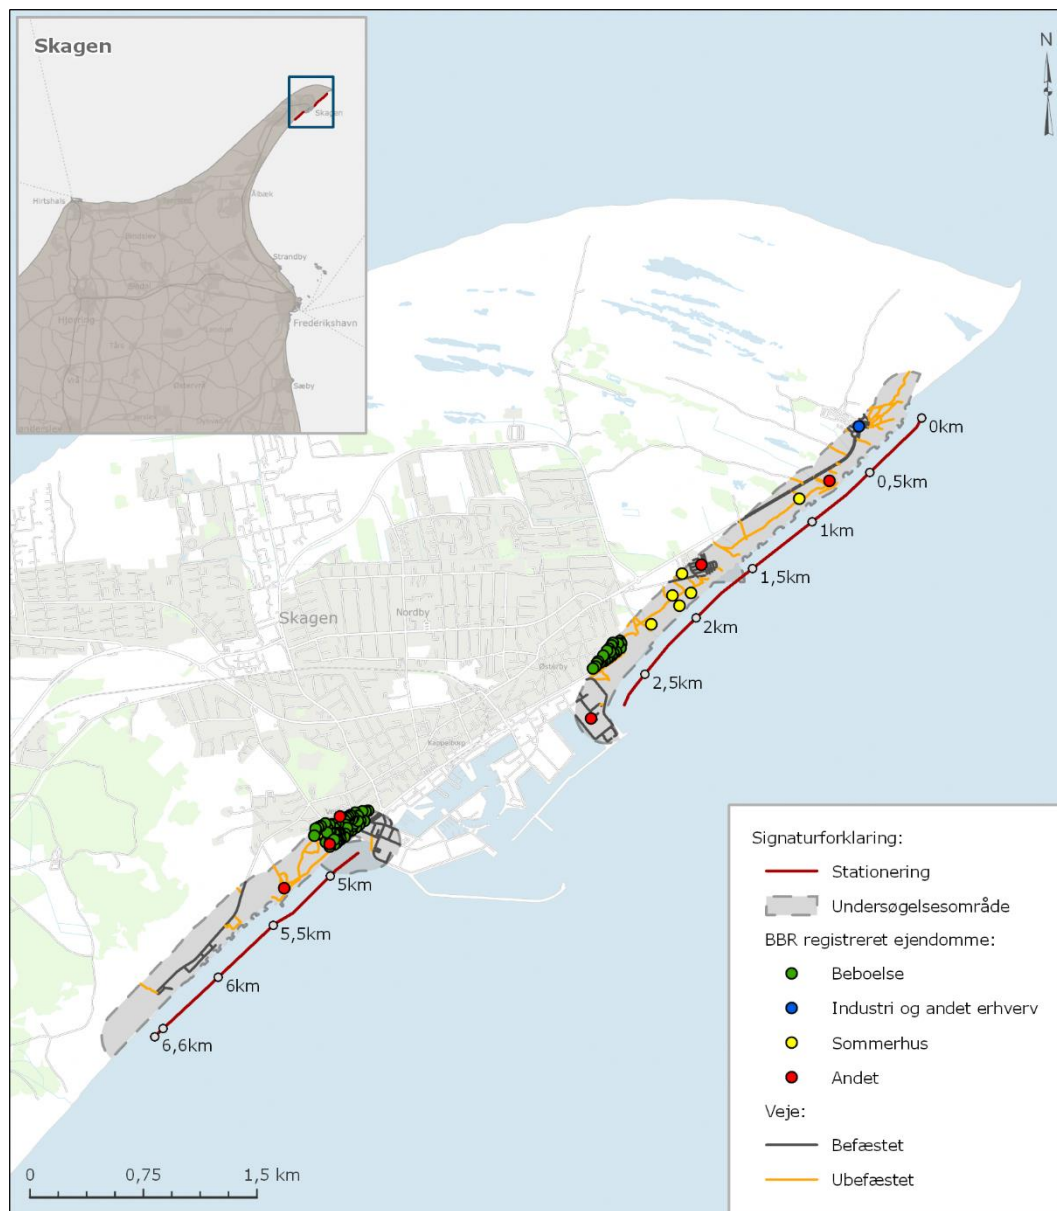 Skagen
N
Skagen
Hirtshals
Ålbæk
Strandby
Frederikshavn
Sæby
0km
0,5km
1km
1,5km
2km
2,5km
Skagen
Nordby
Østerby
Kappelborg
5km
5,5km
6km
6,6km
Signaturforklaring:
Stationering
Undersøgelsesområde
BBR registreret ejendomme:
Beboelse
Industri og andet erhverv
Sommerhus
Andet
Veje:
Befæstet
Ubefæstet
0 0,75 1,5 km